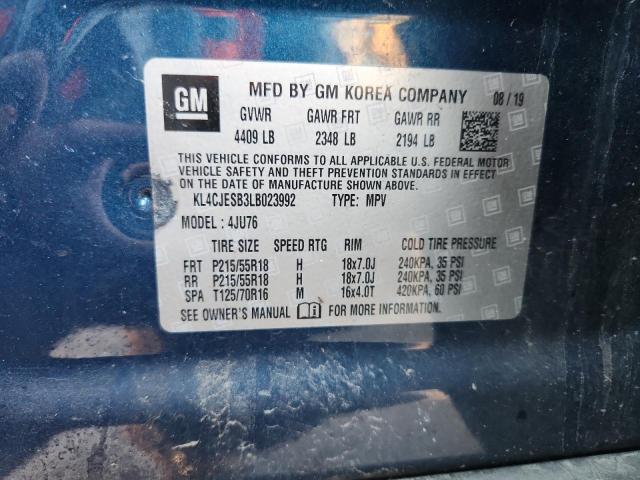 GM MFD BY GM KOREA COMPANY 08/19
GVWR GAWR FRT GAWR RR
4409 LB 2348 LB 2194 LB
THIS VEHICLE CONFORMS TO ALL APPLICABLE U.S. FEDERAL MOTOR
VEHICLE SAFETY AND THEFT PREVENTION STANDARDS IN EFFECT
ON THE DATE OF MANUFACTURE SHOWN ABOVE.
KL4CJESB3LB023992 TYPE: MPV
MODEL: 4JU76
TIRE SIZE SPEED RTG RIM COLD TIRE PRESSURE
FRT P215/55R18 H 18x7.0J 240KPA, 35 PSI
RR P215/55R18 H 18x7.0J 240KPA, 35 PSI
SPA T125/70R16 M 16x4.0T 420KPA, 60 PSI
SEE OWNER'S MANUAL FOR MORE INFORMATION.